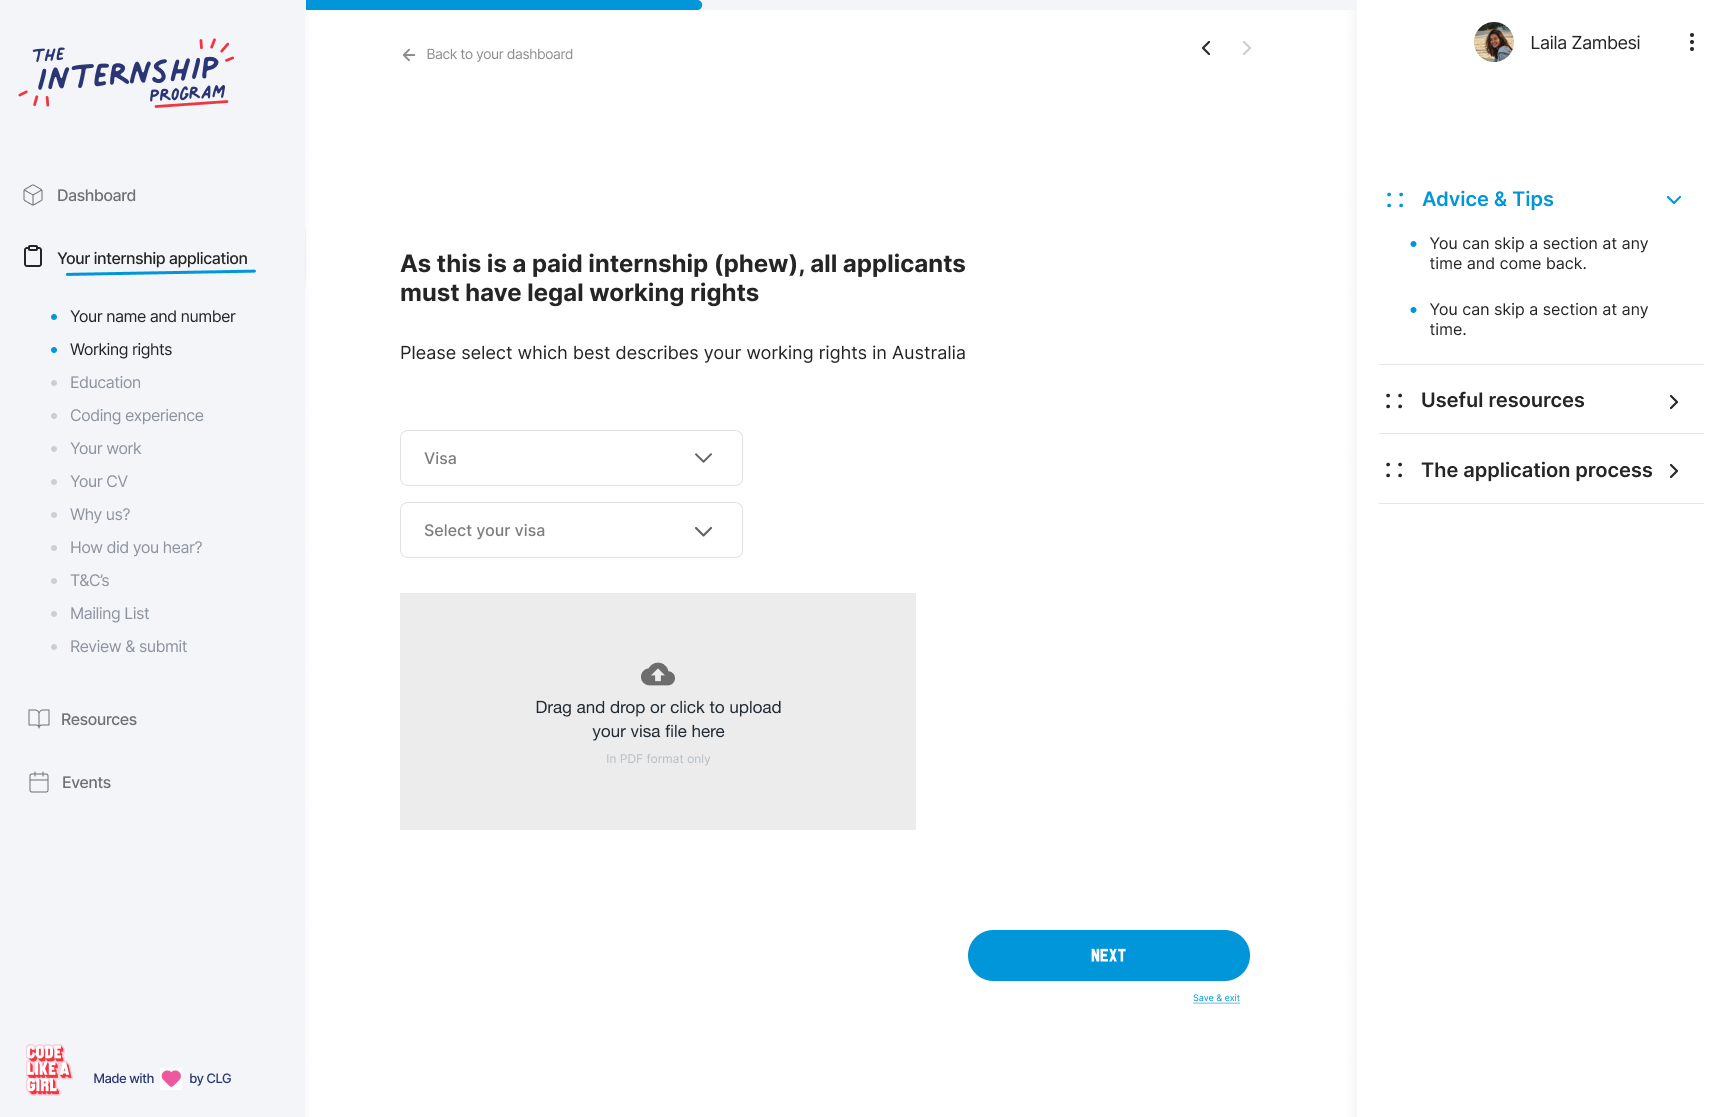 THE
INTERNSHIP
PROGRAM
Dashboard
Your internship application
Your name and number
Working rights
Education
Coding experience
Your work
Your CV
Why us?
How did you hear?
T&C's
Mailing List
Review & submit
Resources
Events
CODE
LIKE A
GIRL
Made with by CLG
Back to your dashboard
As this is a paid internship (phew), all applicants
must have legal working rights
Please select which best describes your working rights in Australia
Visa
Select your visa
Drag and drop or click to upload
your visa file here
In PDF format only
NEXT
Save & exit
Laila Zambesi
Advice & Tips
You can skip a section at any
time and come back.
You can skip a section at any
time.
Useful resources
The application process